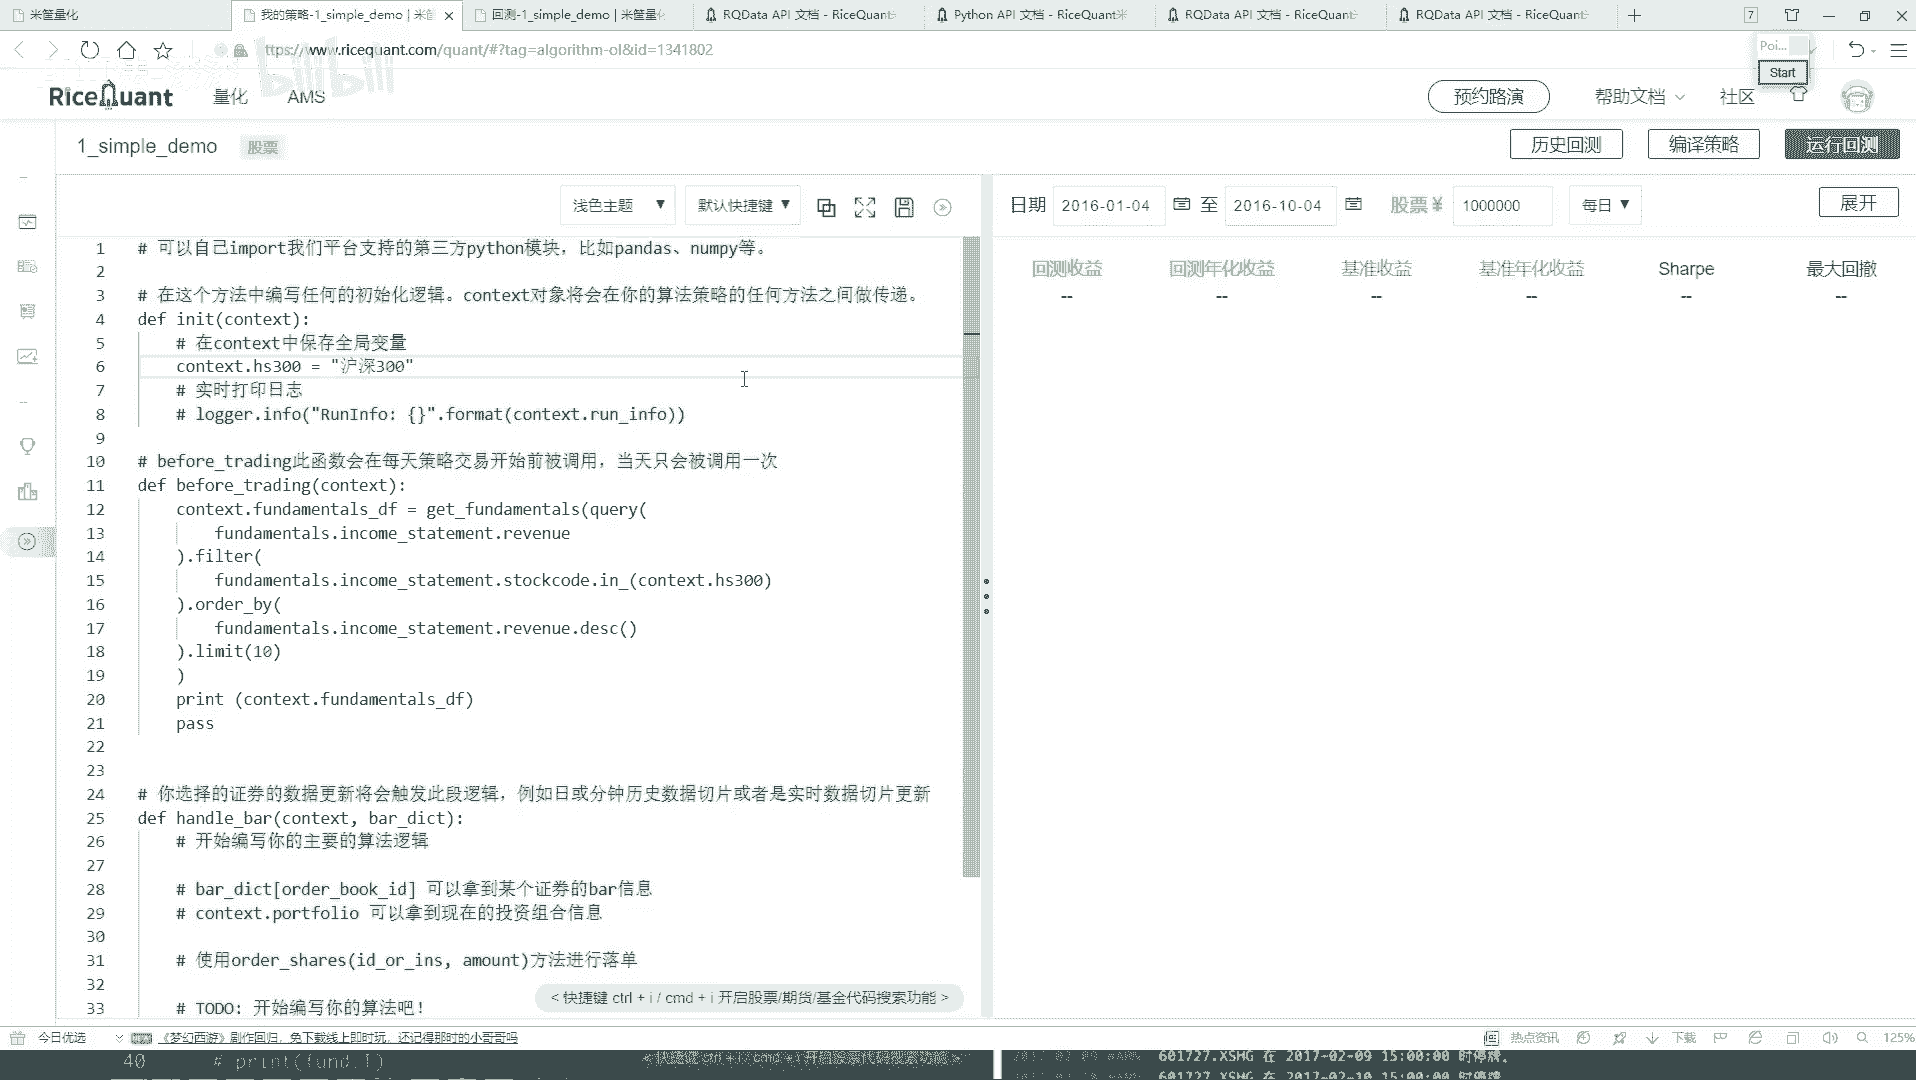 米筐量化
我的策略-1_simple_demo | 米筐
回测-1_simple_demo | 米筐量化
RQData API 文档 - RiceQuant
Python API 文档 - RiceQuant米
RQData API 文档 - RiceQuant
RQData API 文档 - RiceQuant
7
ttps://www.ricequant.com/quant/#?tag=algorithm-ol&id=1341802
bilibili
Poi...
Start
RiceQuant
量化
AMS
预约路演
帮助文档
社区
1_simple_demo
股票
历史回测
编译策略
运行回测
浅色主题 ▼
默认快捷键 ▼
日期 2016-01-04 至 2016-10-04 股票 ¥ 1000000 每日 ▼
展开
回测收益 回测年化收益 基准收益 基准年化收益 Sharpe 最大回撤
-- -- -- -- -- --
1 # 可以自己import我们平台支持的第三方python模块，比如pandas、numpy等。
2
3 # 在这个方法中编写任何的初始化逻辑。context对象将会在你的算法策略的任何方法之间做传递。
4 def init(context):
5 # 在context中保存全局变量
6 context.hs300 = "沪深300"
7 # 实时打印日志
8 # logger.info("RunInfo: {}".format(context.run_info))
9
10 # before_trading此函数会在每天策略交易开始前被调用，当天只会被调用一次
11 def before_trading(context):
12 context.fundamentals_df = get_fundamentals(query(
13 fundamentals.income_statement.revenue
14 ).filter(
15 fundamentals.income_statement.stockcode.in_(context.hs300)
16 ).order_by(
17 fundamentals.income_statement.revenue.desc()
18 ).limit(10)
19 )
20 print (context.fundamentals_df)
21 pass
22
23
24 # 你选择的证券的数据更新将会触发此段逻辑，例如日或分钟历史数据切片或者是实时数据切片更新
25 def handle_bar(context, bar_dict):
26 # 开始编写你的主要的算法逻辑
27
28 # bar_dict[order_book_id] 可以拿到某个证券的bar信息
29 # context.portfolio 可以拿到现在的投资组合信息
30
31 # 使用order_shares(id_or_ins, amount)方法进行落单
32
33 # TODO: 开始编写你的算法吧！
< 快捷键 ctrl + i / cmd + i 开启股票/期货/基金代码搜索功能 >
今日优选
《梦幻西游》剧作回归，免下载线上即时玩，还记得那时的小哥哥吗
热点资讯
下载
125%
40 # print(fund.T)
601727.XSHG 在 2017-02-09 15:00:00 时停牌。
601727.XSHG 在 2017-02-10 15:00:00 时停牌。